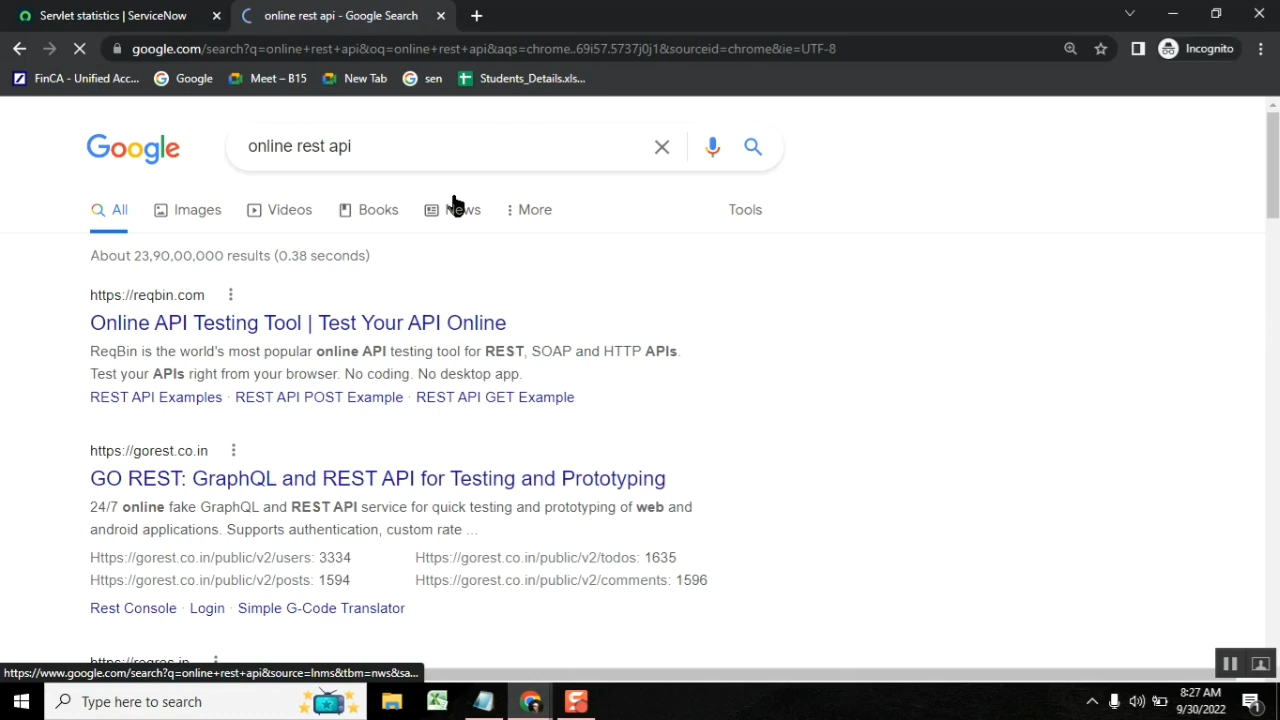 Servlet statistics | ServiceNow
online rest api - Google Search
google.com/search?q=online+rest+api&oq=online+rest+api&aqs=chrome..69i57.5737j0j1&sourceid=chrome&ie=UTF-8
Incognito
FinCA - Unified Acc...
Google
Meet – B15
New Tab
sen
Students_Details.xls...
Google
online rest api
All
Images
Videos
Books
News
More
Tools
About 23,90,00,000 results (0.38 seconds)
https://reqbin.com
Online API Testing Tool | Test Your API Online
ReqBin is the world's most popular online API testing tool for REST, SOAP and HTTP APIs.
Test your APIs right from your browser. No coding. No desktop app.
REST API Examples · REST API POST Example · REST API GET Example
https://gorest.co.in
GO REST: GraphQL and REST API for Testing and Prototyping
24/7 online fake GraphQL and REST API service for quick testing and prototyping of web and
android applications. Supports authentication, custom rate ...
Https://gorest.co.in/public/v2/users: 3334
Https://gorest.co.in/public/v2/todos: 1635
Https://gorest.co.in/public/v2/posts: 1594
Https://gorest.co.in/public/v2/comments: 1596
Rest Console · Login · Simple G-Code Translator
https://reqres.in
https://www.google.com/search?q=online+rest+api&source=lnms&tbm=nws&sa...
Type here to search
8:27 AM
9/30/2022
1